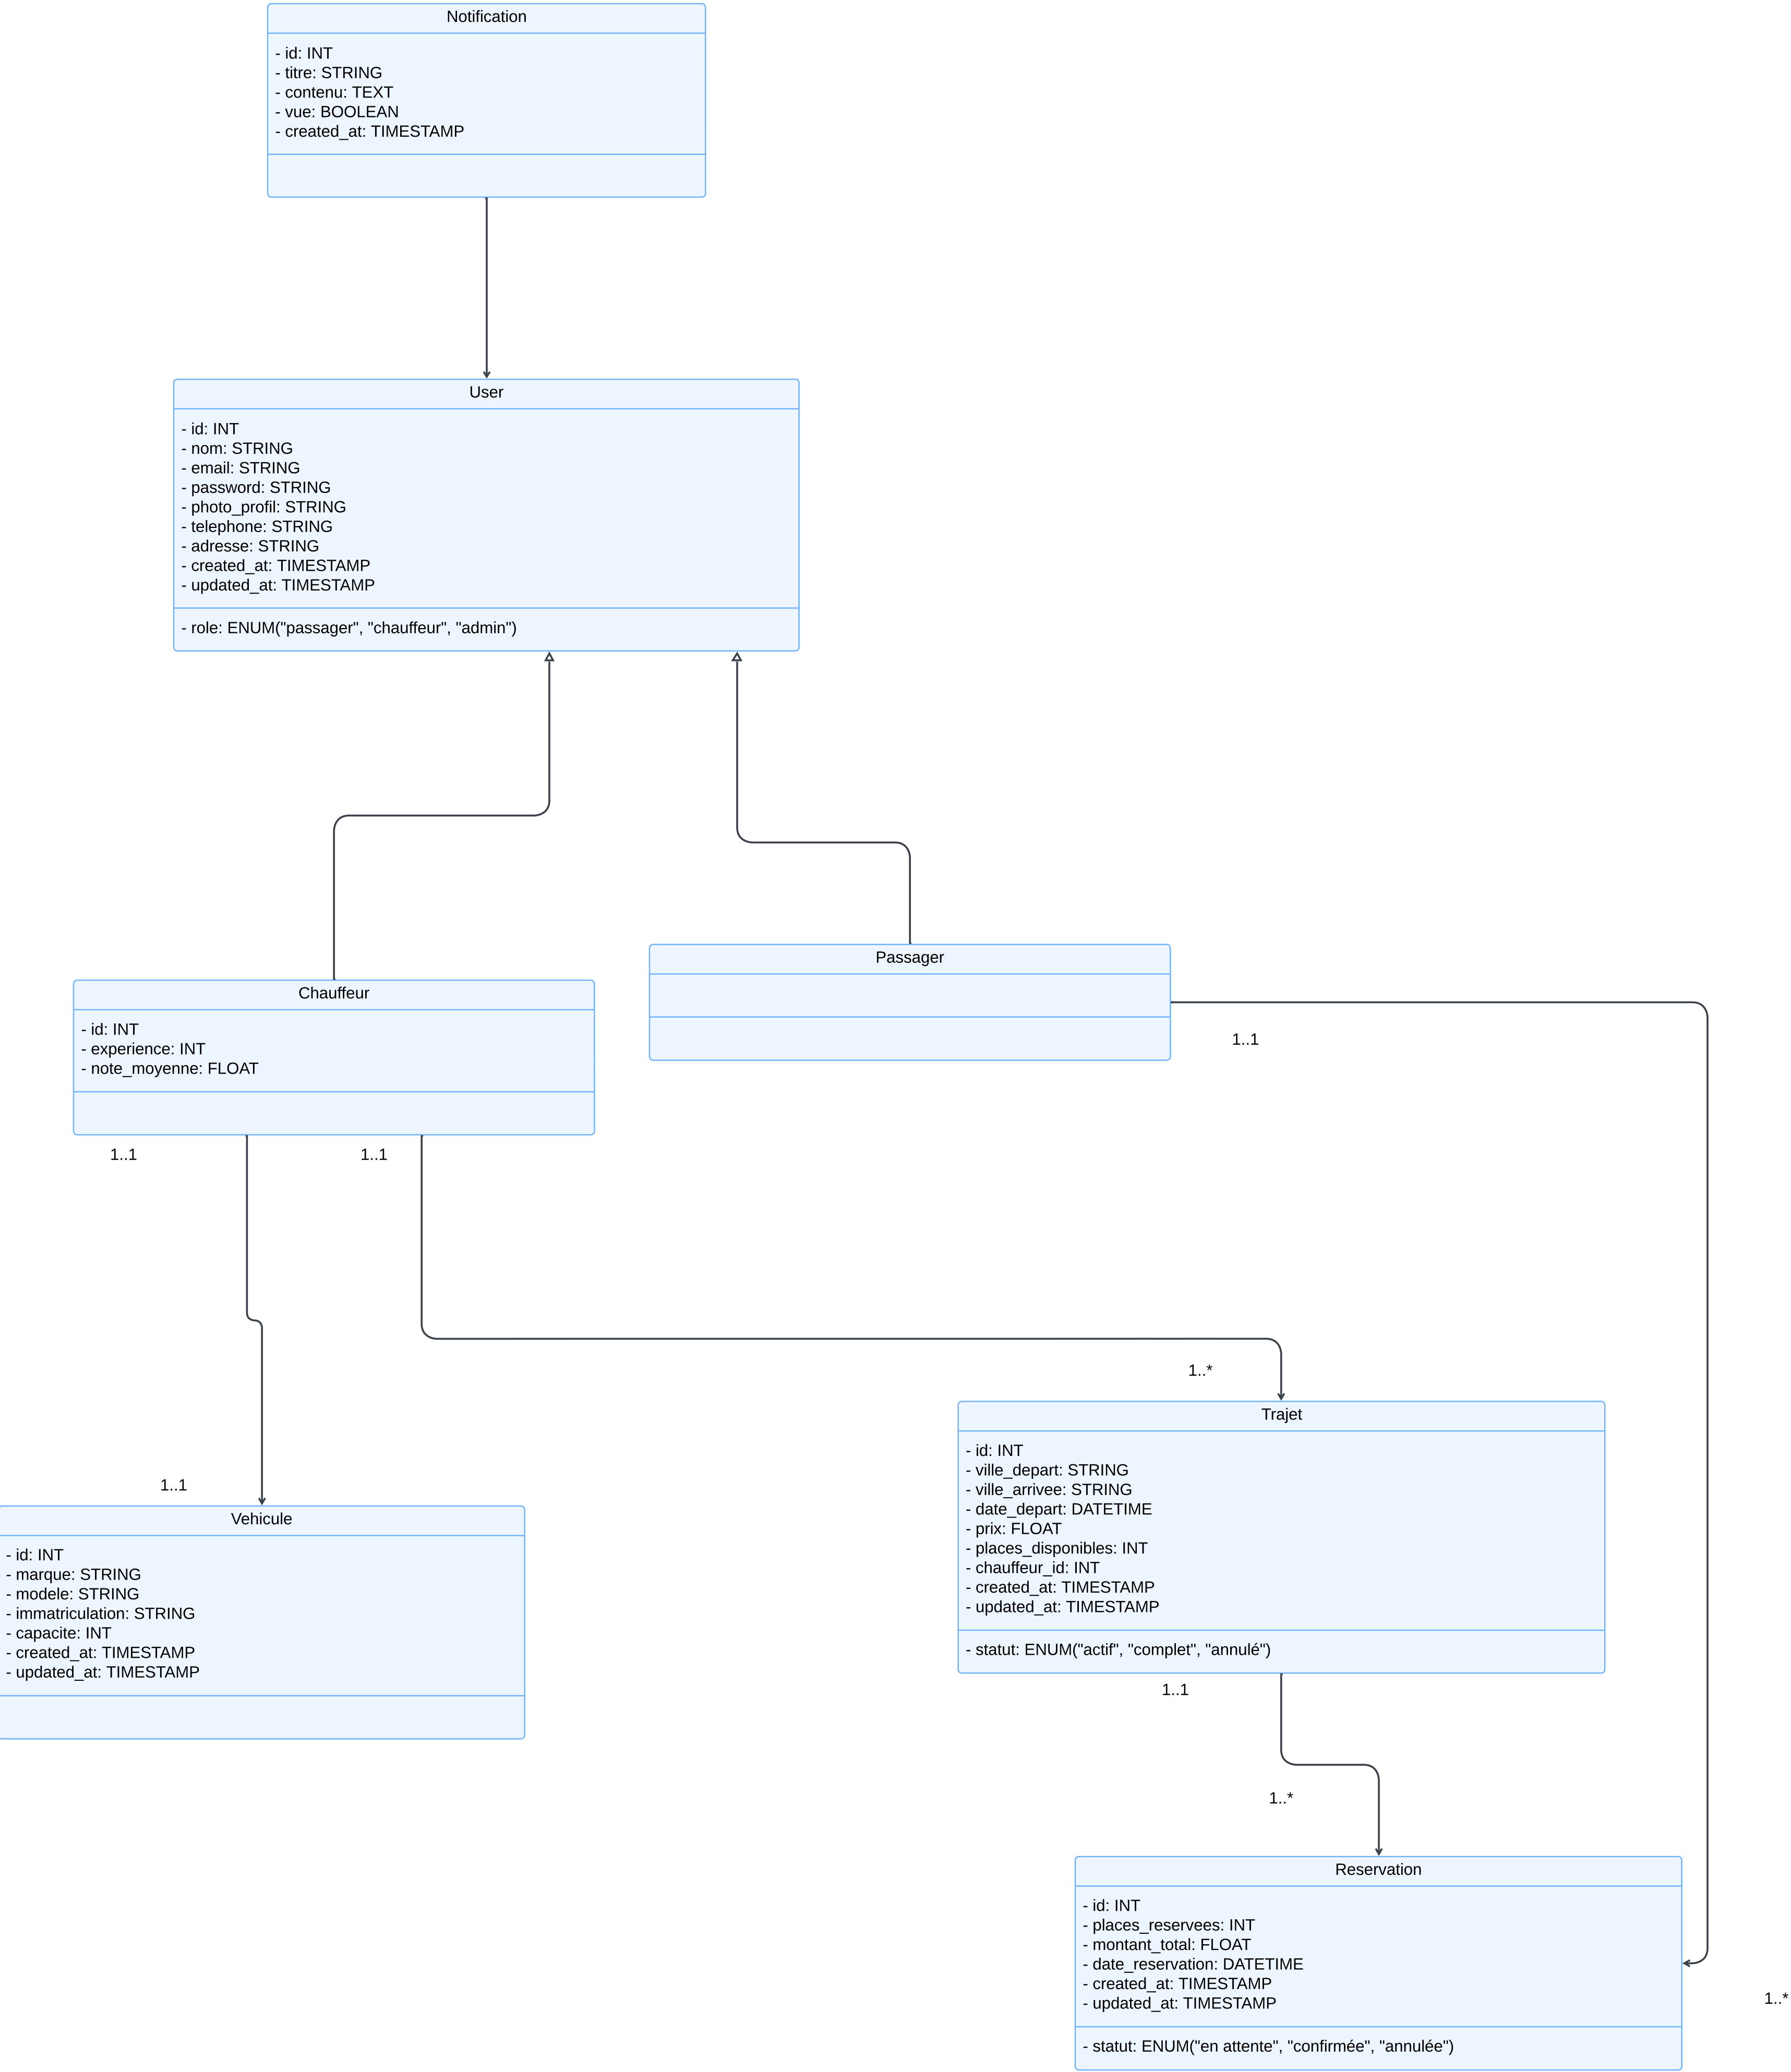 Notification
- id: INT
- titre: STRING
- contenu: TEXT
- vue: BOOLEAN
- created_at: TIMESTAMP
User
- id: INT
- nom: STRING
- email: STRING
- password: STRING
- photo_profil: STRING
- telephone: STRING
- adresse: STRING
- created_at: TIMESTAMP
- updated_at: TIMESTAMP
- role: ENUM("passager", "chauffeur", "admin")
Passager
1..1
Chauffeur
- id: INT
- experience: INT
- note_moyenne: FLOAT
1..1
1..1
1..*
Trajet
- id: INT
- ville_depart: STRING
- ville_arrivee: STRING
- date_depart: DATETIME
- prix: FLOAT
- places_disponibles: INT
- chauffeur_id: INT
- created_at: TIMESTAMP
- updated_at: TIMESTAMP
- statut: ENUM("actif", "complet", "annulé")
1..1
Vehicule
- id: INT
- marque: STRING
- modele: STRING
- immatriculation: STRING
- capacite: INT
- created_at: TIMESTAMP
- updated_at: TIMESTAMP
1..1
1..*
Reservation
- id: INT
- places_reservees: INT
- montant_total: FLOAT
- date_reservation: DATETIME
- created_at: TIMESTAMP
- updated_at: TIMESTAMP
- statut: ENUM("en attente", "confirmée", "annulée")
1..*